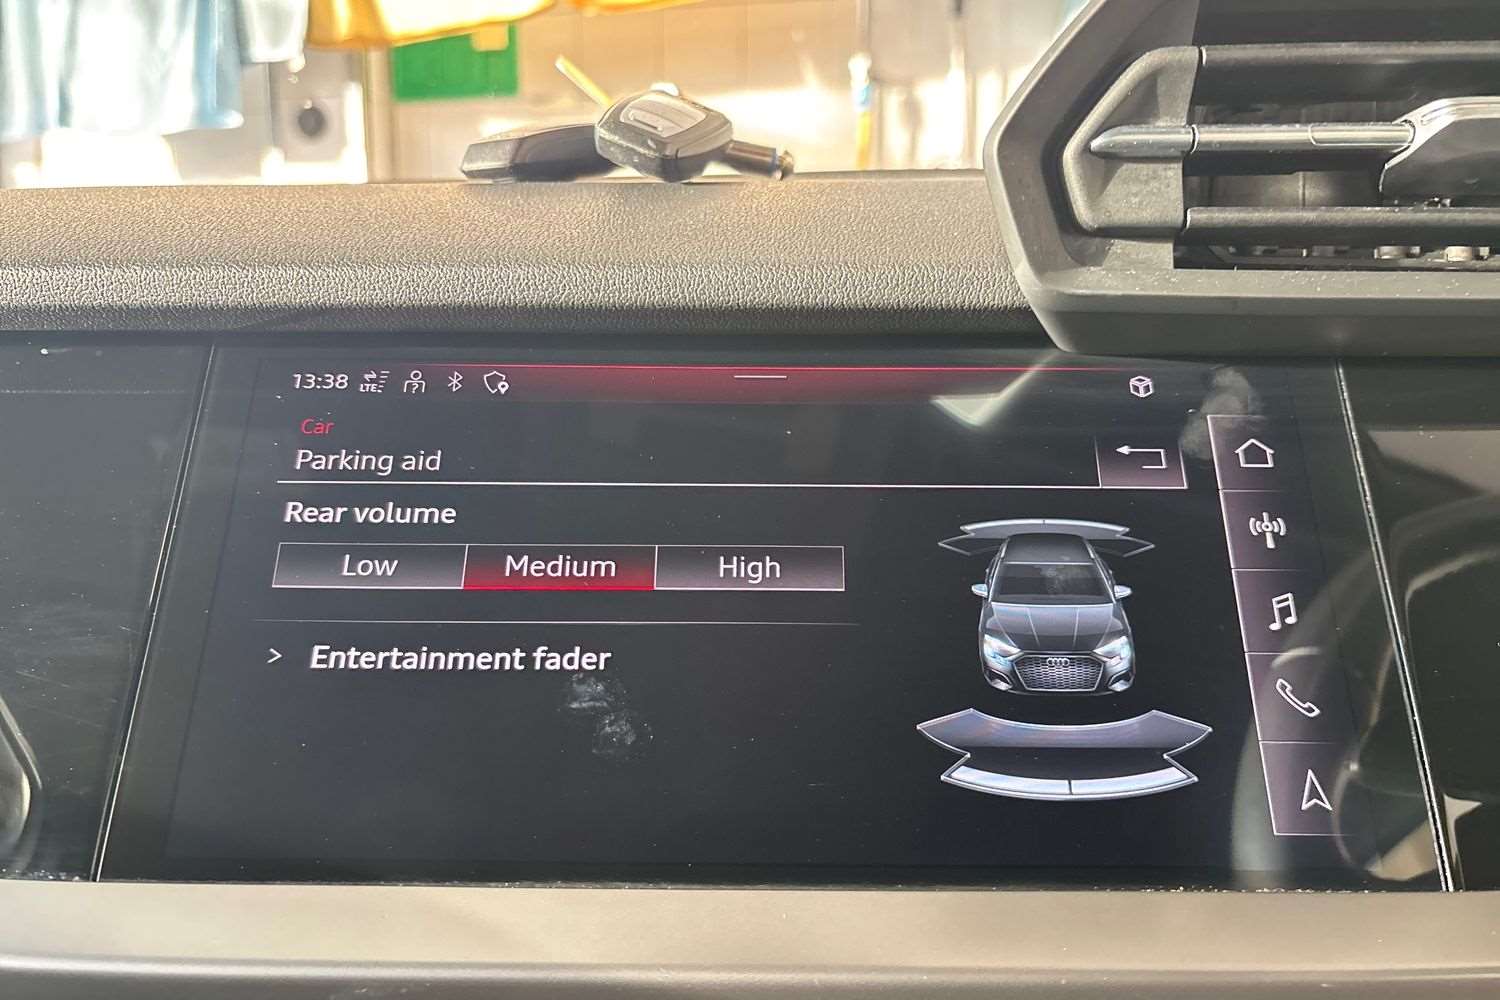 13:38 LTE
Car
Parking aid
Rear volume
Low Medium High
> Entertainment fader